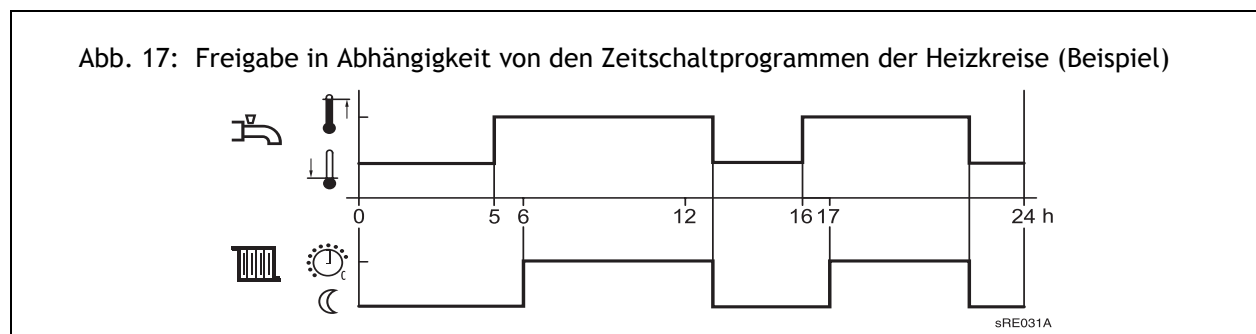 Abb. 17: Freigabe in Abhängigkeit von den Zeitschaltprogrammen der Heizkreise (Beispiel)
0 5 6 12 16 17 24 h
C
sRE031A